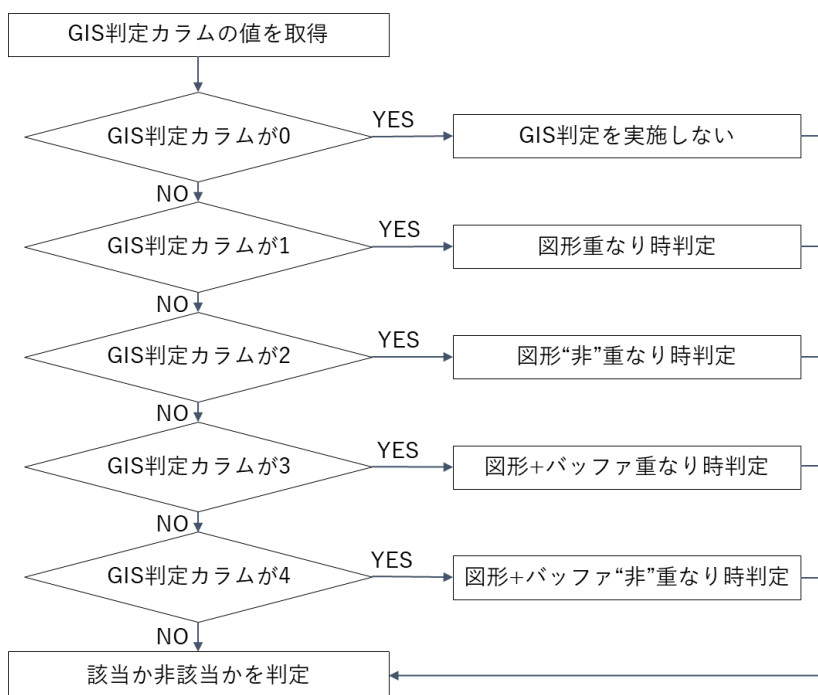 GIS判定カラムの値を取得
GIS判定カラムが0
YES
GIS判定を実施しない
NO
GIS判定カラムが1
YES
図形重なり時判定
NO
GIS判定カラムが2
YES
図形“非”重なり時判定
NO
GIS判定カラムが3
YES
図形+バッファ重なり時判定
NO
GIS判定カラムが4
YES
図形+バッファ“非”重なり時判定
NO
該当か非該当かを判定